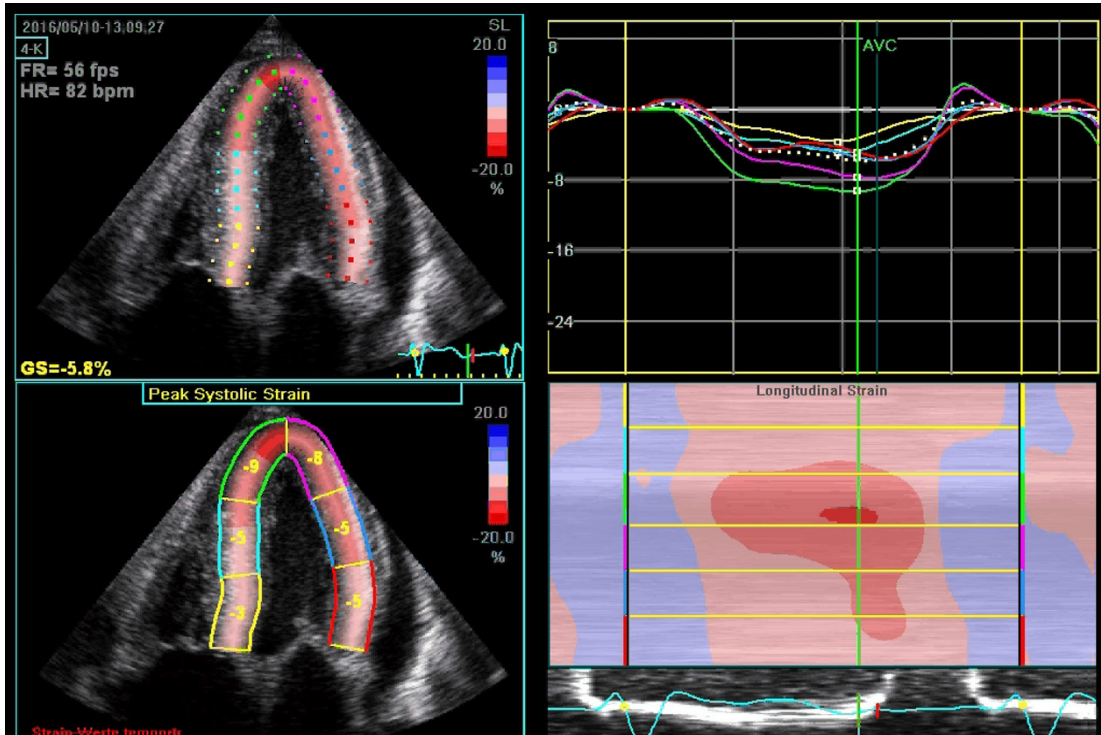 2016/05/10-13:09:27
4-K
FR= 56 fps
HR= 82 bpm
SL
20.0
-20.0
%
GS=-5.8%
AVC
8
-8
-16
-24
Peak Systolic Strain
20.0
-20.0
%
-9
-8
-5
-5
-3
-5
Longitudinal Strain
Strain-Werte